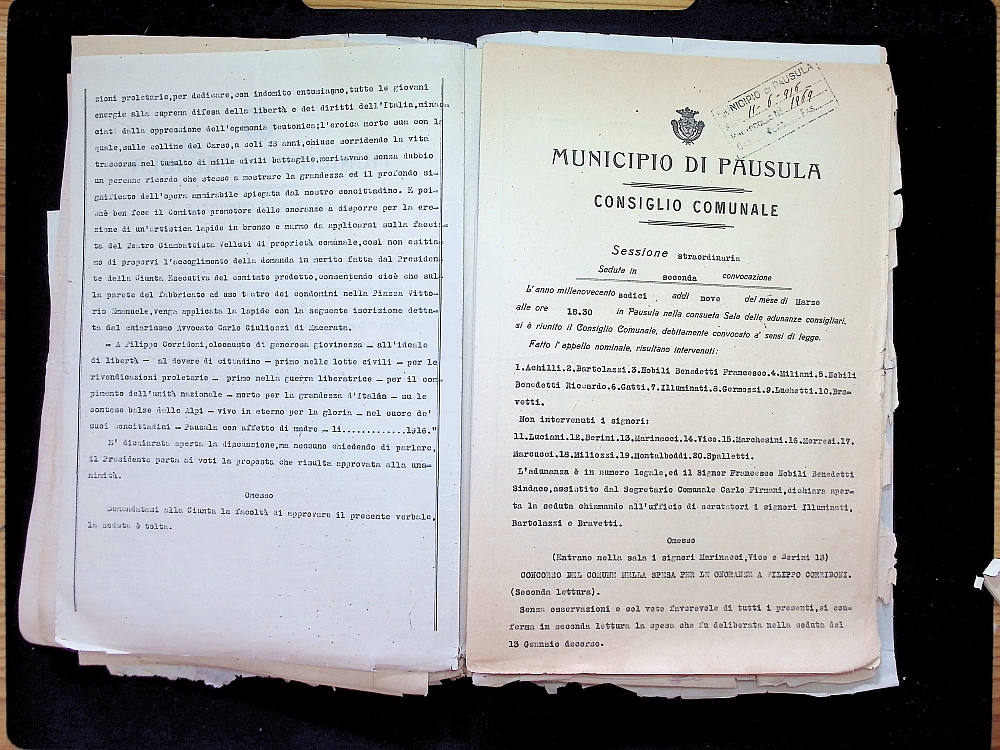 zioni proletarie,per dedicare,con indomito entusiasmo,tutte le giovani
energie alla suprema difesa della libertà e dei diritti dell'Italia,minac-
ciati dalla oppressione dell'egemonia teutonica;l'eroica morte sua con la
quale,sulle colline del Carso,a soli 28 anni,chiuse sorridendo la vita
trascorsa nel tumulto di mille civili battaglie,meritavano senza dubbio
un perenne ricordo che stesse a mostrare la grandezza ed il profondo si-
gnificato dell'opera ammirabile spiegata dal nostro concittadino. E poi-
chè ben fece il Comitato promotore delle onoranze a disporre per la ere-
zione di un'artistica lapide in bronzo e marmo da applicarsi sulla faccia-
ta del Teatro Giambattista Velluti di proprietà comunale,così non esitia-
mo di proporvi l'accoglimento della domanda in merito fatta dal Presiden-
te della Giunta Esecutiva del comitato predetto,consentendo cioè che sul
la parete del fabbricato ad uso teatro dei condomini nella Piazza Vitto-
rio Emanuele,venga applicata la lapide con la seguente iscrizione detta-
ta dal chiarissimo Avvocato Carlo Giuliozzi di Macerata.
" A Filippo Corridoni,olocausto di generosa giovinezza - all'ideale
di libertà - al dovere di cittadino - primo nelle lotte civili - per le
rivendicazioni proletarie - primo nella guerra liberatrice - per il com
pimento dell'unità nazionale - morto per la grandezza d'Italia - su le
contese balze delle Alpi - vivo in eterno per la gloria - nel cuore de'
suoi concittadini - Pausula con affetto di madre - li.............1916."
E' dichiarata aperta la discussione,ma nessuno chiedendo di parlare,
il Presidente porta ai voti la proposta che risulta approvata alla una-
nimità.
Omesso
Demandatasi alla Giunta la facoltà di approvare il presente verbale,
la seduta è tolta.
MUNICIPIO DI PAUSULA
11-6-916
1969
MUNICIPIO DI PAUSULA
CONSIGLIO COMUNALE
Sessione straordinaria
Seduta in seconda convocazione
L'anno millenovecento sedici addì nove del mese di Marzo
alle ore 18.30 in Pausula nella consueta Sala delle adunanze consigliari,
si è riunito il Consiglio Comunale, debitamente convocato a' sensi di legge.
Fatto l'appello nominale, risultano intervenuti:
1.Achilli.2.Bartolazzi.3.Nobili Benedetti Francesco.4.Miliani.5.Nobili
Benedetti Riccardo.6.Gatti.7.Illuminati.8.Germozzi.9.Luchetti.10.Bra-
vetti.
Non intervenuti i signori:
11.Luciani.12.Berini.13.Marinacci.14.Vico.15.Marchesini.16.Morresi.17.
Marcucci.18.Miliozzi.19.Montalboddi.20.Spalletti.
L'adunanza è in numero legale,ed il Signor Francesco Nobili Benedetti
Sindaco,assistito dal Segretario Comunale Carlo Firmani,dichiara aper-
ta la seduta chiamando all'ufficio di scrutatori i signori Illuminati,
Bartolazzi e Bravetti.
Omesso
(Entrano nella sala i signori Marinacci,Vico e Berini 13)
CONCORSO DEL COMUNE NELLA SPESA PER LE ONORANZE A FILIPPO CORRIDONI.
(Seconda lettura).
Senza osservazioni e col voto favorevole di tutti i presenti,si con-
ferma in seconda lettura la spesa che fu deliberata nella seduta del
13 Gennaio decorso.